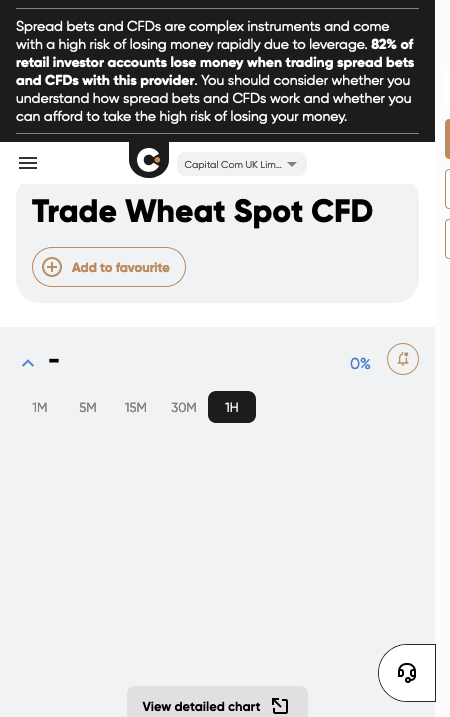 Spread bets and CFDs are complex instruments and come
with a high risk of losing money rapidly due to leverage. 82% of
retail investor accounts lose money when trading spread bets
and CFDs with this provider. You should consider whether you
understand how spread bets and CFDs work and whether you
can afford to take the high risk of losing your money.
Capital Com UK Lim...
Trade Wheat Spot CFD
Add to favourite
-
0%
1M 5M 15M 30M 1H
View detailed chart